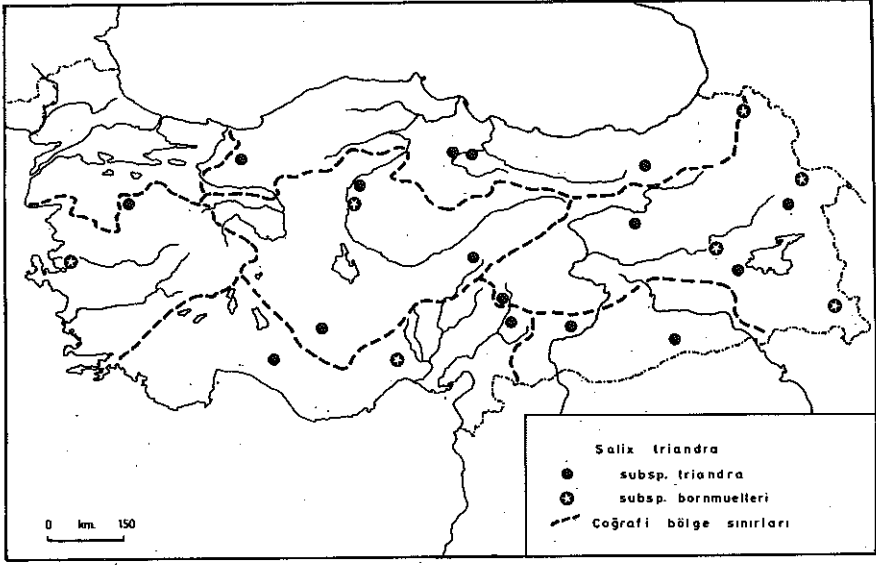 Salix triandra
subsp. triandra
subsp. bornmuelleri
Coğrafi bölge sınırları
0 km. 150